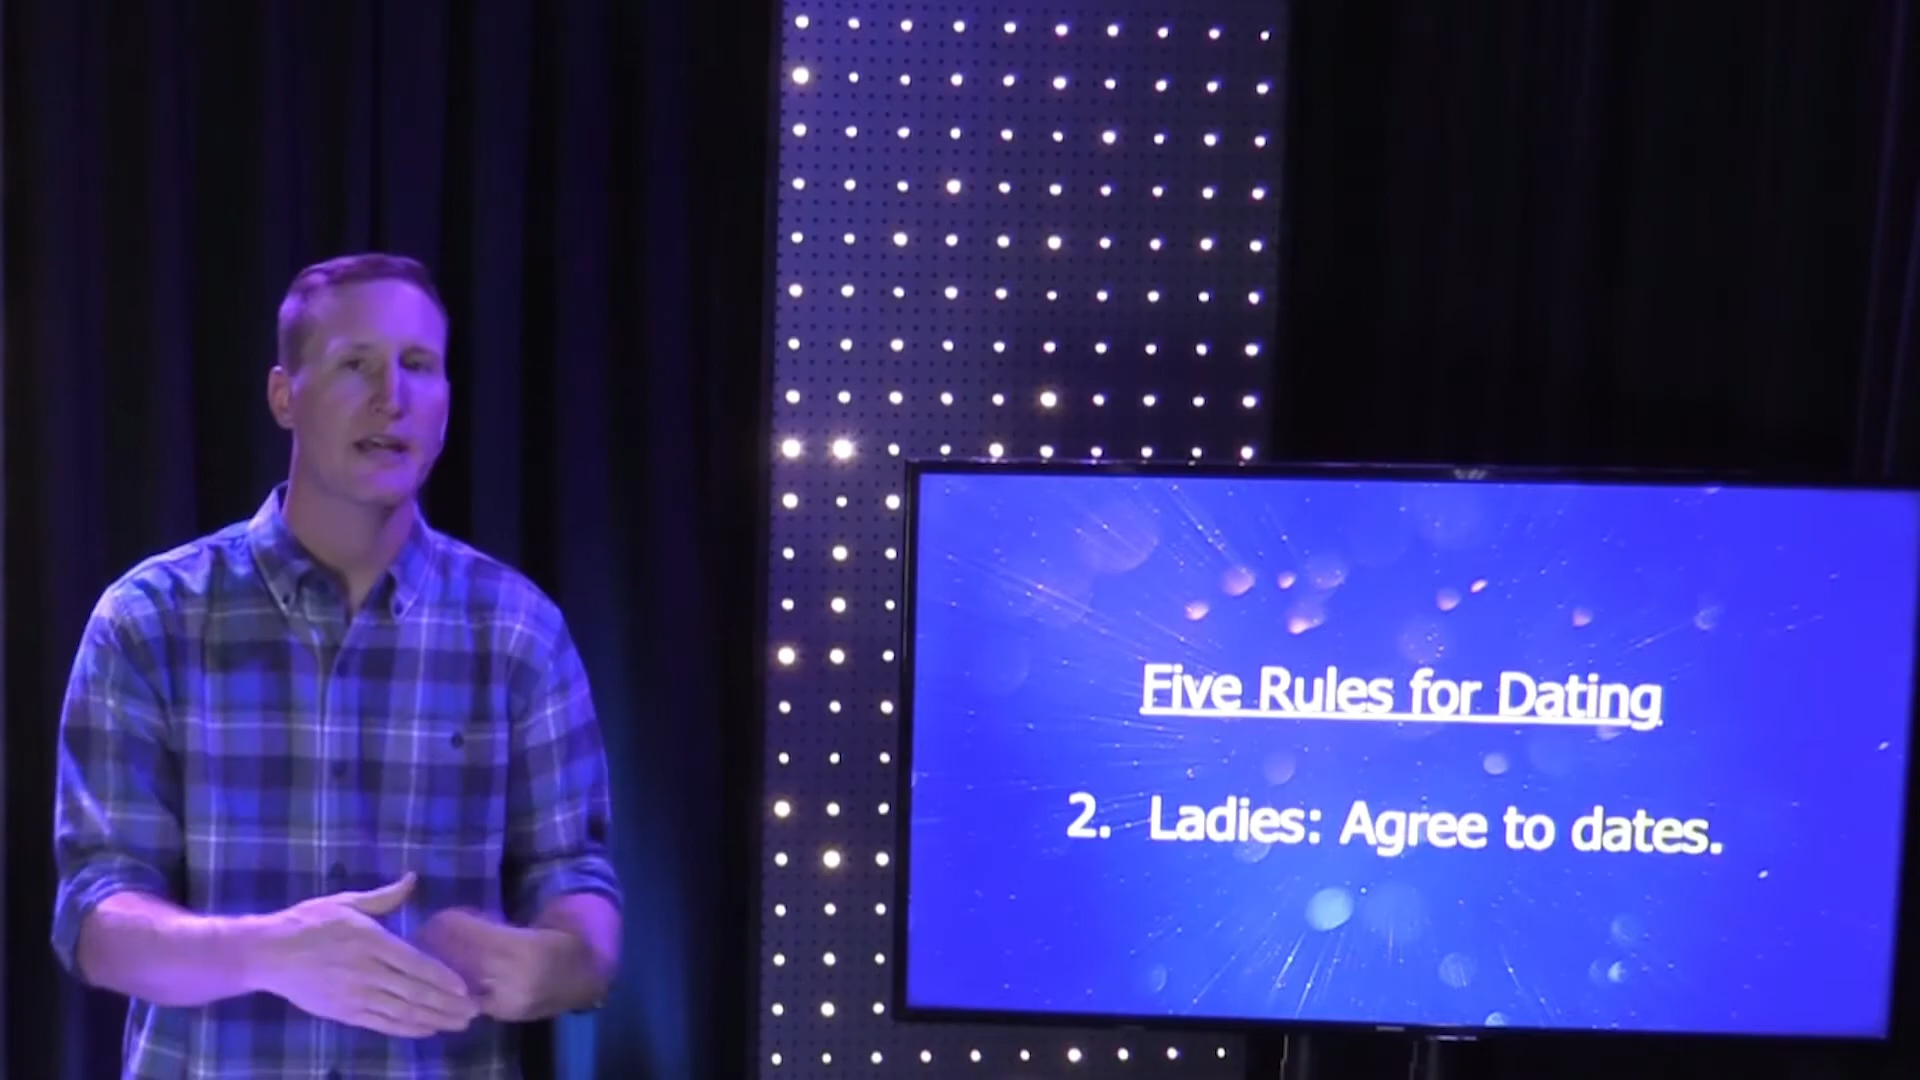 Five Rules for Dating
2. Ladies: Agree to dates.